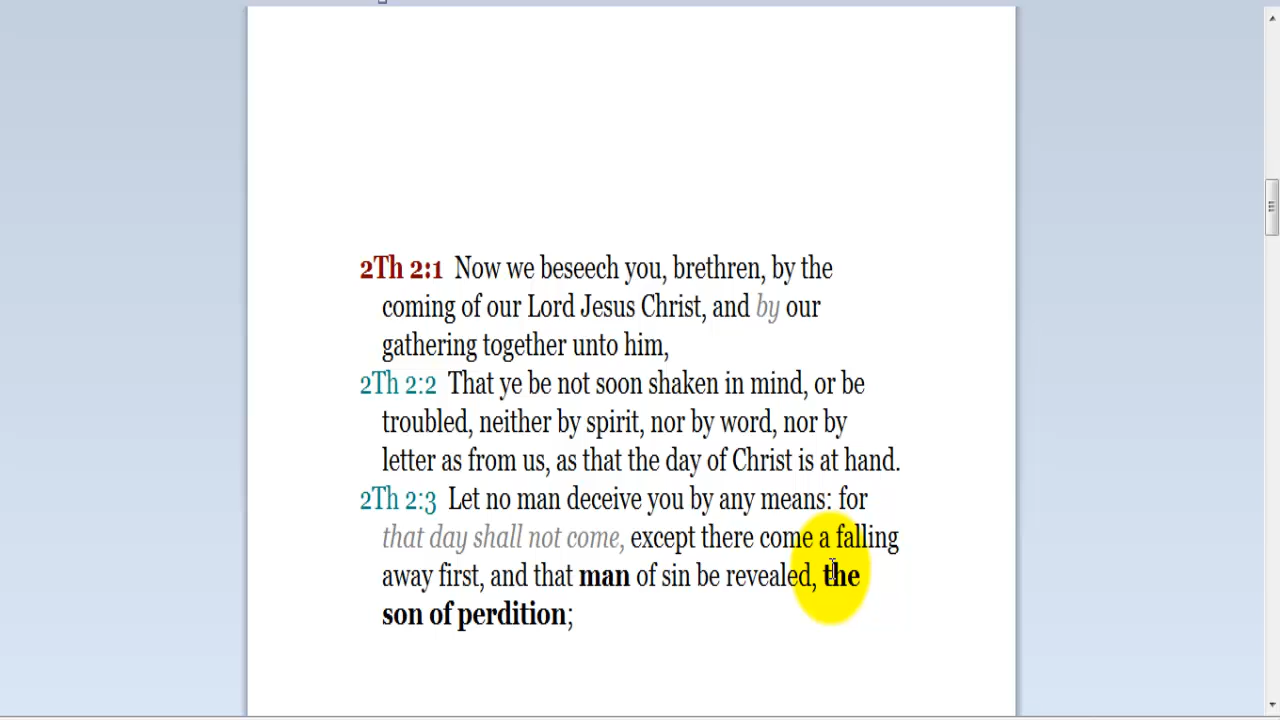 2Th 2:1 Now we beseech you, brethren, by the
coming of our Lord Jesus Christ, and by our
gathering together unto him,
2Th 2:2 That ye be not soon shaken in mind, or be
troubled, neither by spirit, nor by word, nor by
letter as from us, as that the day of Christ is at hand.
2Th 2:3 Let no man deceive you by any means: for
that day shall not come, except there come a falling
away first, and that man of sin be revealed, the
son of perdition;